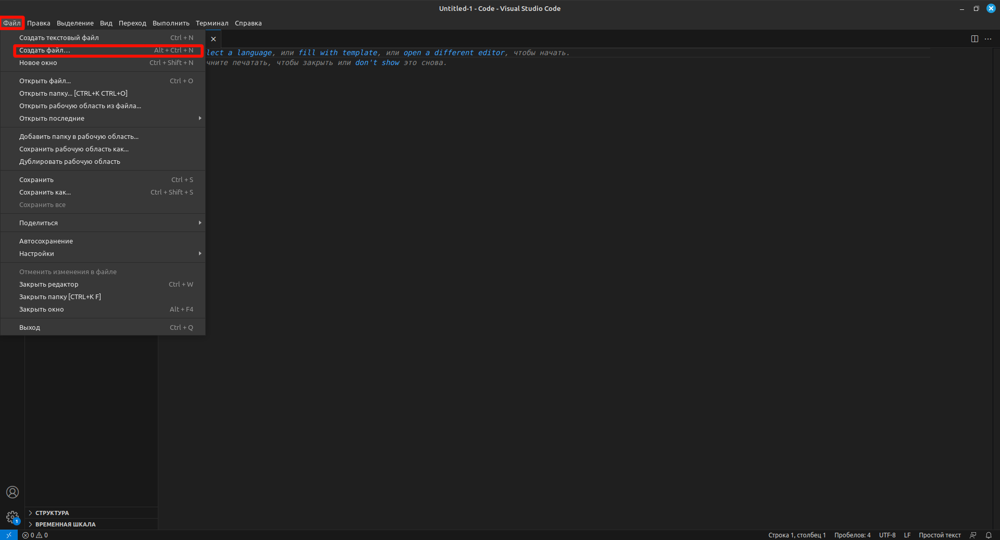 Untitled-1 - Code - Visual Studio Code
Файл Правка Выделение Вид Переход Выполнить Терминал Справка
Создать текстовый файл Ctrl + N
Создать файл... Alt + Ctrl + N
Новое окно Ctrl + Shift + N
Открыть файл... Ctrl + O
Открыть папку... [CTRL+K CTRL+O]
Открыть рабочую область из файла...
Открыть последние
Добавить папку в рабочую область...
Сохранить рабочую область как...
Дублировать рабочую область
Сохранить Ctrl + S
Сохранить как... Ctrl + Shift + S
Сохранить все
Поделиться
Автосохранение
Настройки
Отменить изменения в файле
Закрыть редактор Ctrl + W
Закрыть папку [CTRL+K F]
Закрыть окно Alt + F4
Выход Ctrl + Q
lect a language, или fill with template, или open a different editor, чтобы начать.
чните печатать, чтобы закрыть или don't show это снова.
СТРУКТУРА
ВРЕМЕННАЯ ШКАЛА
1
0 0
Строка 1, столбец 1 Пробелов: 4 UTF-8 LF Простой текст